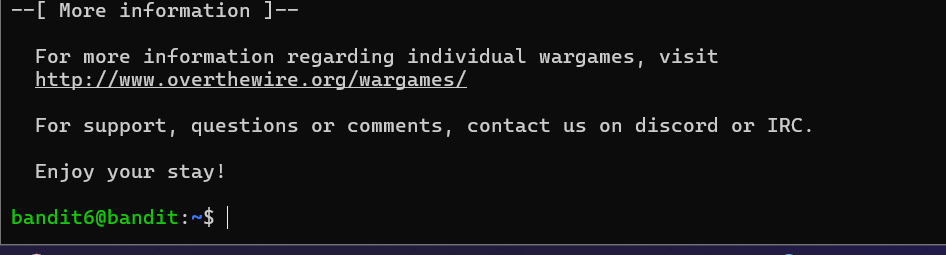 --[ More information ]--
For more information regarding individual wargames, visit
http://www.overthewire.org/wargames/
For support, questions or comments, contact us on discord or IRC.
Enjoy your stay!
bandit6@bandit:~$